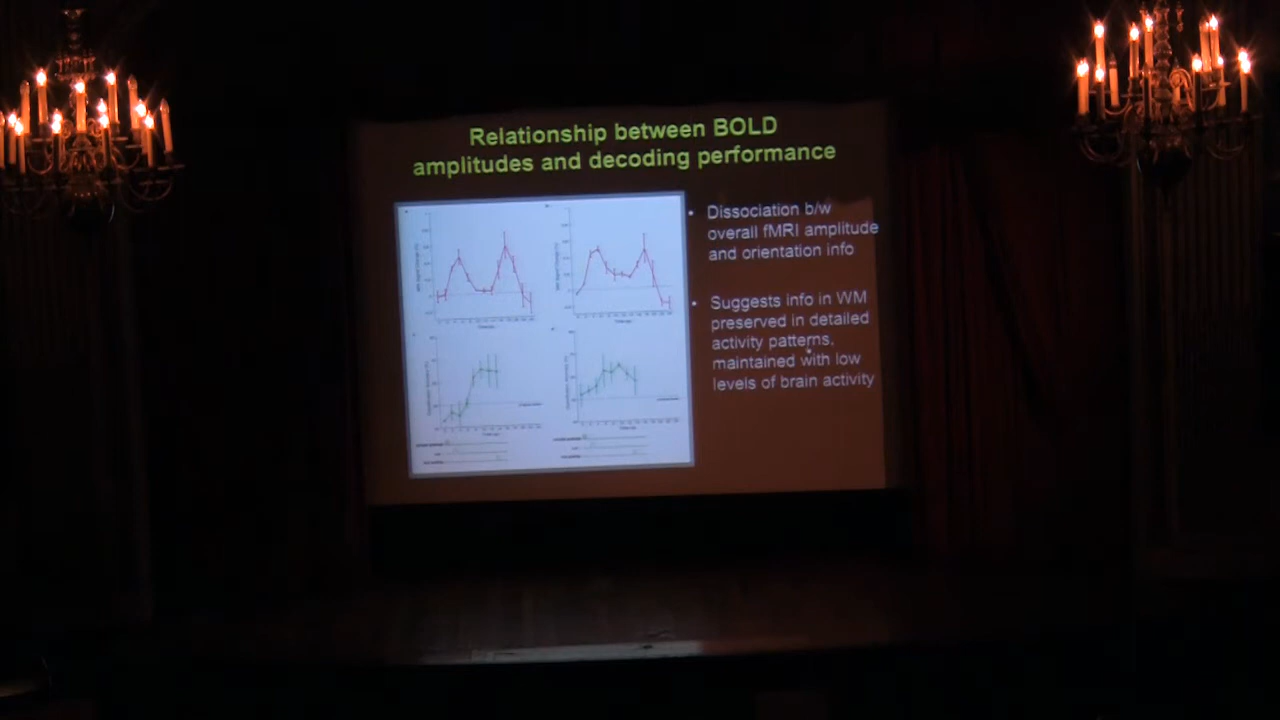 Relationship between BOLD
amplitudes and decoding performance
• Dissociation b/w
overall fMRI amplitude
and orientation info
• Suggests info in WM
preserved in detailed
activity patterns,
maintained with low
levels of brain activity